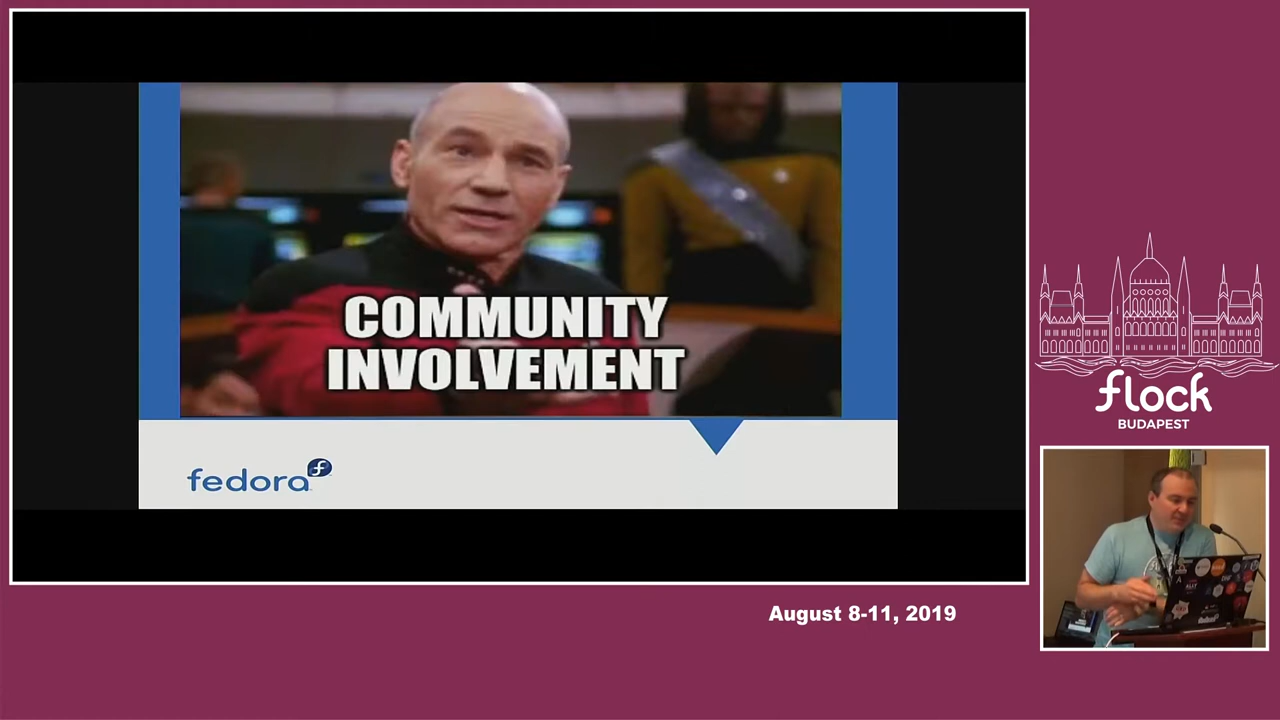 COMMUNITY
INVOLVEMENT
fedora
flock
BUDAPEST
August 8-11, 2019